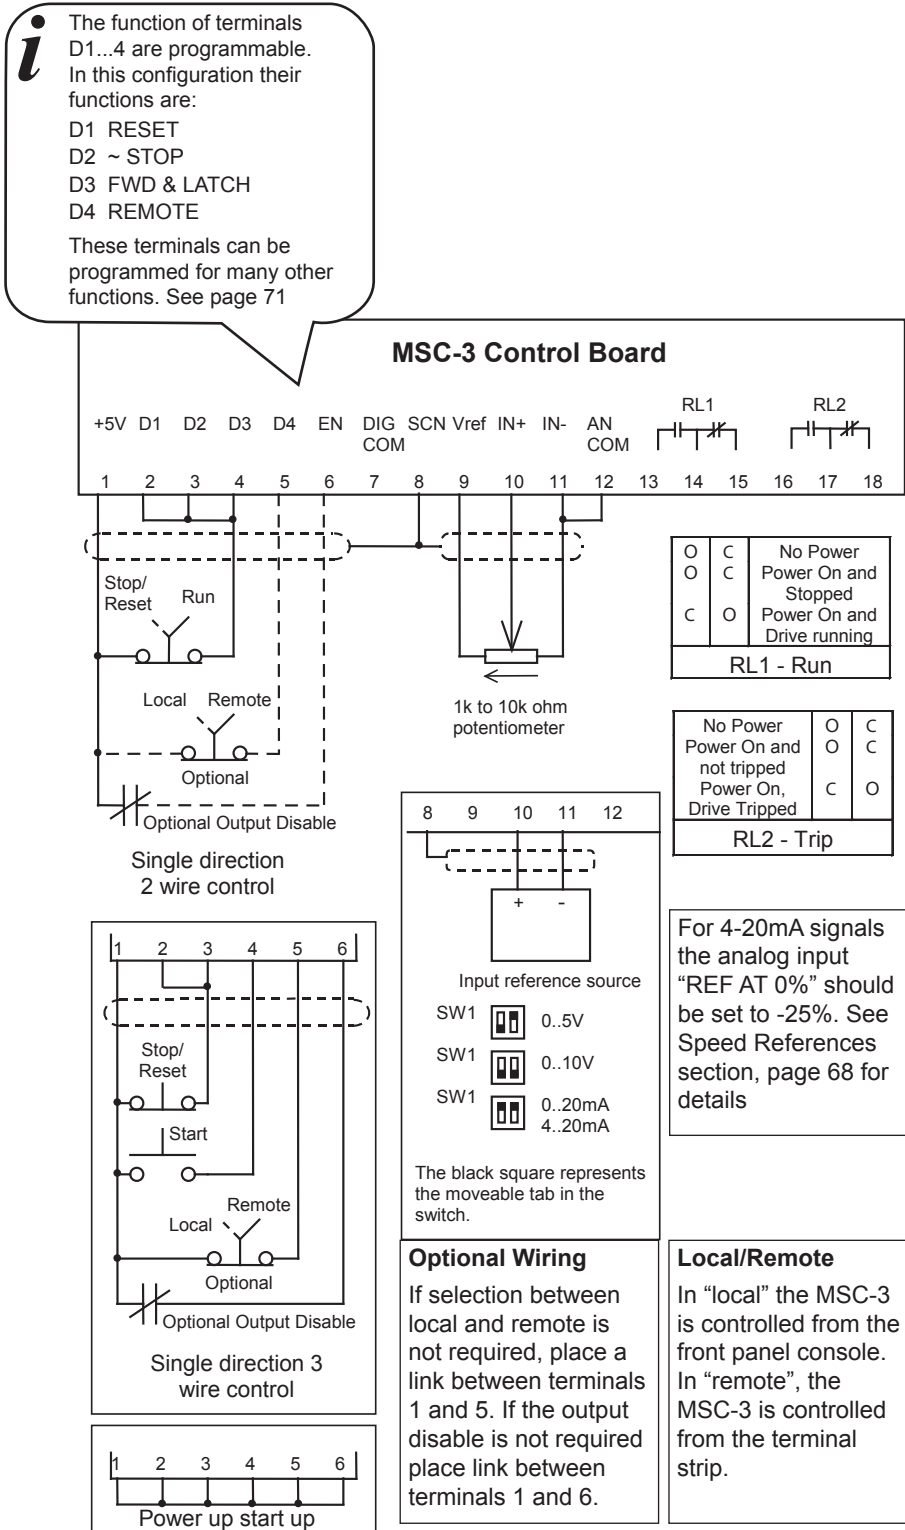 i
The function of terminals
D1...4 are programmable.
In this configuration their
functions are:
D1 RESET
D2 ~ STOP
D3 FWD & LATCH
D4 REMOTE
These terminals can be
programmed for many other
functions. See page 71
MSC-3 Control Board
RL1 RL2
+5V D1 D2 D3 D4 EN DIG COM SCN Vref IN+ IN- AN COM
1 2 3 4 5 6 7 8 9 10 11 12 13 14 15 16 17 18
Stop/
Reset
Run
Local Remote
Optional
Optional Output Disable
Single direction
2 wire control
1k to 10k ohm
potentiometer
O C No Power
O C Power On and
Stopped
C O Power On and
Drive running
RL1 - Run
No Power O C
Power On and O C
not tripped
Power On, C O
Drive Tripped
RL2 - Trip
8 9 10 11 12
+ -
Input reference source
SW1 0..5V
SW1 0..10V
SW1 0..20mA
4..20mA
The black square represents
the moveable tab in the
switch.
For 4-20mA signals
the analog input
“REF AT 0%” should
be set to -25%. See
Speed References
section, page 68 for
details
1 2 3 4 5 6
Stop/
Reset
Start
Remote
Local
Optional
Optional Output Disable
Single direction 3
wire control
Optional Wiring
If selection between
local and remote is
not required, place a
link between terminals
1 and 5. If the output
disable is not required
place link between
terminals 1 and 6.
Local/Remote
In “local” the MSC-3
is controlled from the
front panel console.
In “remote”, the
MSC-3 is controlled
from the terminal
strip.
1 2 3 4 5 6
Power up start up